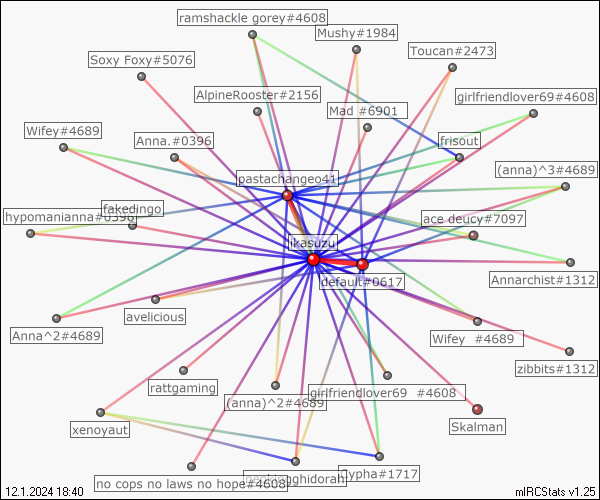 ramshackle gorey#4608
Mushy#1984
Toucan#2473
Soxy Foxy#5076
AlpineRooster#2156
girlfriendlover69#4608
Mad #6901
Wifey#4689
Anna.#0396
frisout
(anna)^3#4689
pastachangeo41
fakedingo
hypomanianna#0396
ace.deucy#7097
ikasuzu
default#0617
Annarchist#1312
avelicious
Anna^2#4689
Wifey #4689
zibbits#1312
rattgaming
girlfriendlover69 #4608
(anna)^2#4689
xenoyaut
Skalman
no cops no laws no hope#4608
Cypha#1717
12.1.2024 18:40
mIRCStats v1.25